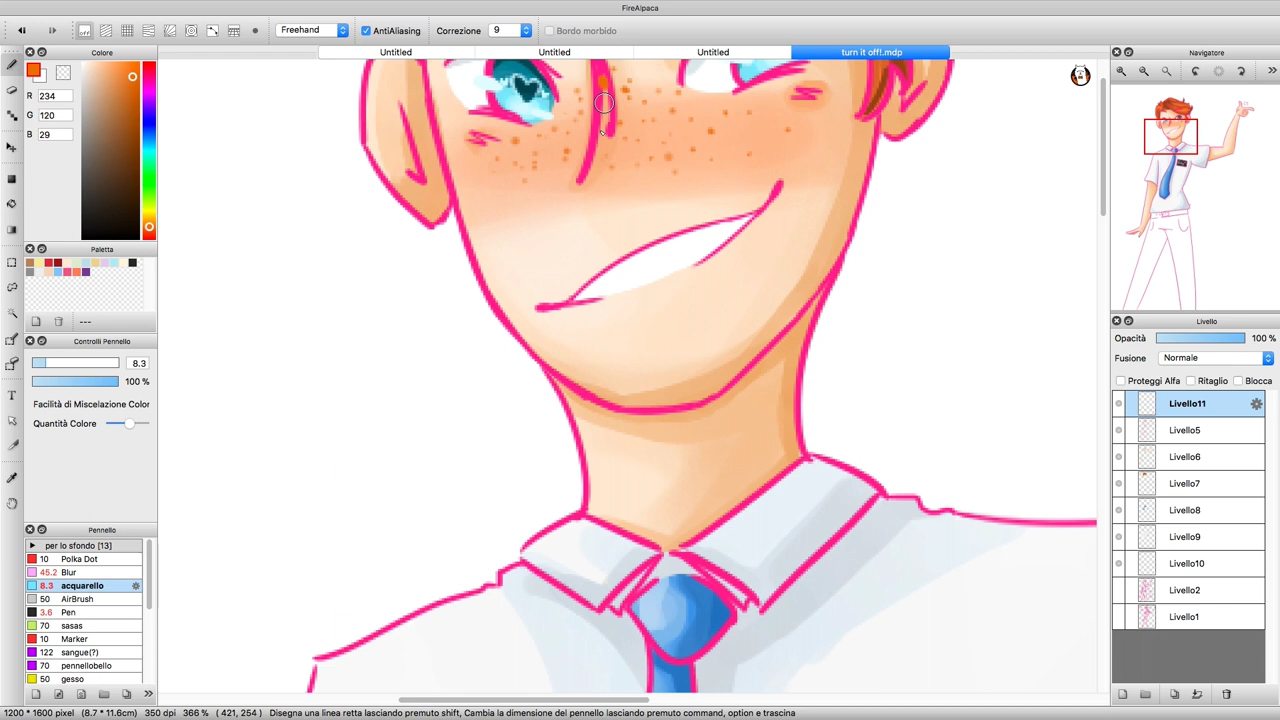 FireAlpaca
off
Freehand
AntiAliasing
Correzione
9
Bordo morbido
Colore
Untitled
Untitled
Untitled
turn it off!.mdp
Navigatore
R
234
G
120
B
29
Paletta
---
Controlli Pennello
8.3
100 %
Facilità di Miscelazione Color
Quantità Colore
Pennello
per lo sfondo [13]
10 Polka Dot
45.2 Blur
8.3 acquarello
50 AirBrush
3.6 Pen
70 sasas
10 Marker
122 sangue(?)
70 pennellobello
50 gesso
Livello
Opacità
100 %
Fusione
Normale
Proteggi Alfa
Ritaglio
Blocca
Livello11
Livello5
Livello6
Livello7
Livello8
Livello9
Livello10
Livello2
Livello1
1200 * 1600 pixel (8.7 * 11.6cm) 350 dpi 366 % ( 421, 254 ) Disegna una linea retta lasciando premuto shift, Cambia la dimensione del pennello lasciando premuto command, option e trascina